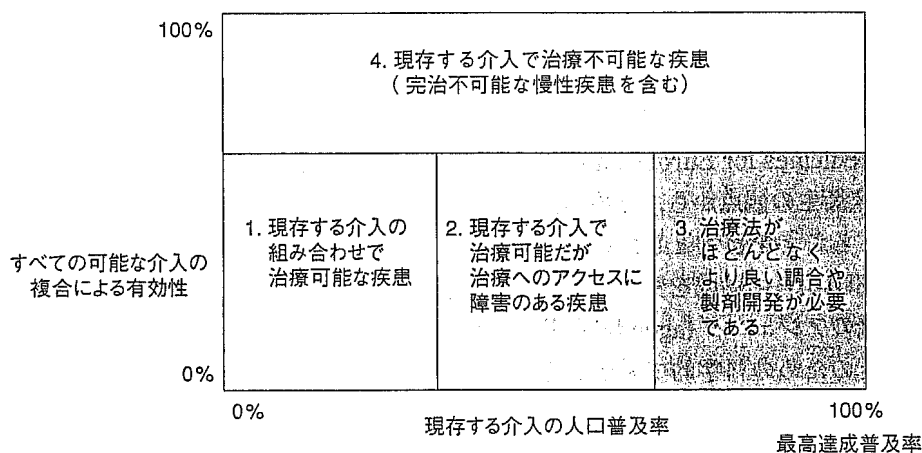 100%
4. 現存する介入で治療不可能な疾患
( 完治不可能な慢性疾患を含む)
すべての可能な介入の
複合による有効性
1. 現存する介入の
組み合わせで
治療可能な疾患
2. 現存する介入で
治療可能だが
治療へのアクセスに
障害のある疾患
3. 治療法が
ほとんどなく
より良い調合や
製剤開発が必要
である
0%
0%
現存する介入の人口普及率
100%
最高達成普及率